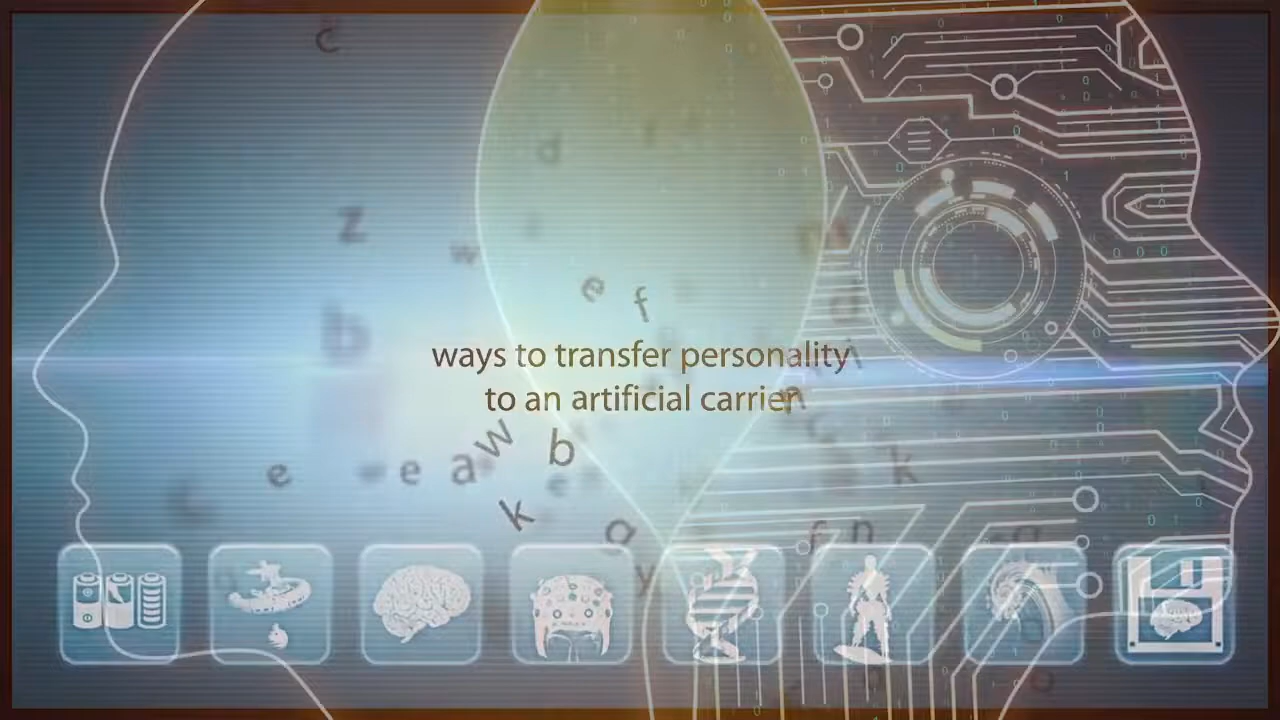 ways to transfer personality
to an artificial carrier